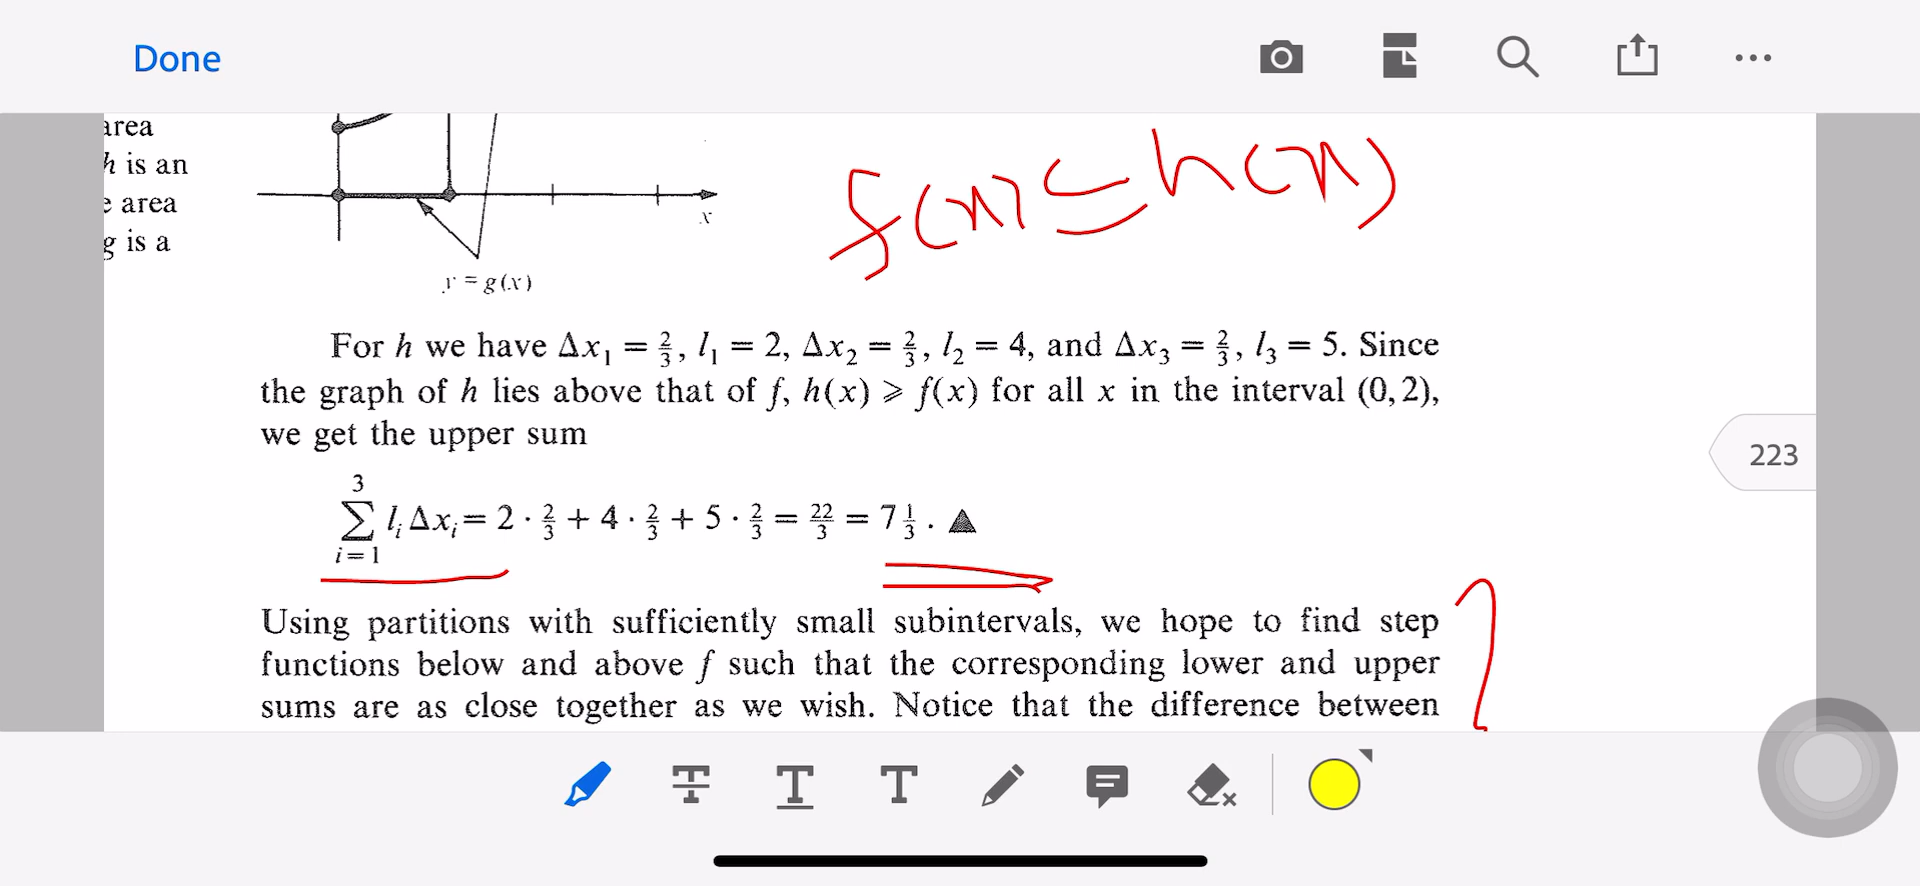 Done
area
h is an
e area
g is a
x
y = g(x)
f(x) ≤ h(x)
For h we have Δx₁ = 2/3, l₁ = 2, Δx₂ = 2/3, l₂ = 4, and Δx₃ = 2/3, l₃ = 5. Since
the graph of h lies above that of f, h(x) ⩾ f(x) for all x in the interval (0, 2),
we get the upper sum
223
3
∑ lᵢ Δxᵢ = 2 · 2/3 + 4 · 2/3 + 5 · 2/3 = 22/3 = 7 1/3 . ▲
i = 1
Using partitions with sufficiently small subintervals, we hope to find step
functions below and above f such that the corresponding lower and upper
sums are as close together as we wish. Notice that the difference between
T T T